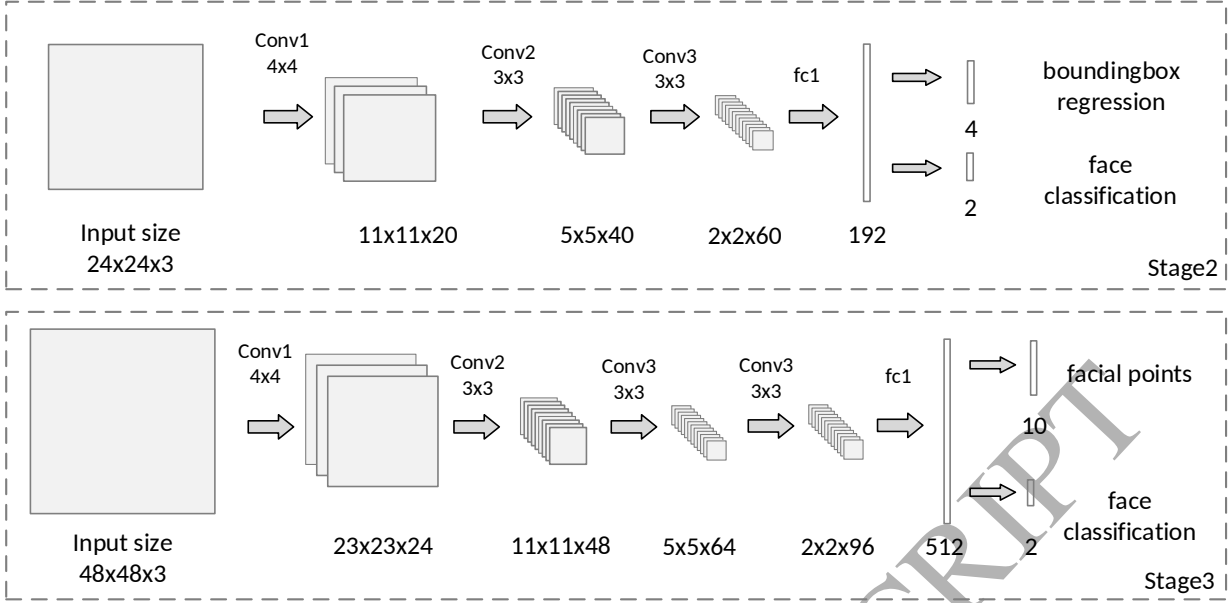 Conv1
4x4
Conv2
3x3
Conv3
3x3
fc1
boundingbox
regression
4
face
classification
2
Input size
24x24x3
11x11x20
5x5x40
2x2x60
192
Stage2
Conv1
4x4
Conv2
3x3
Conv3
3x3
Conv3
3x3
fc1
facial points
10
face
classification
Input size
48x48x3
23x23x24
11x11x48
5x5x64
2x2x96
512
2
Stage3
CRIPT